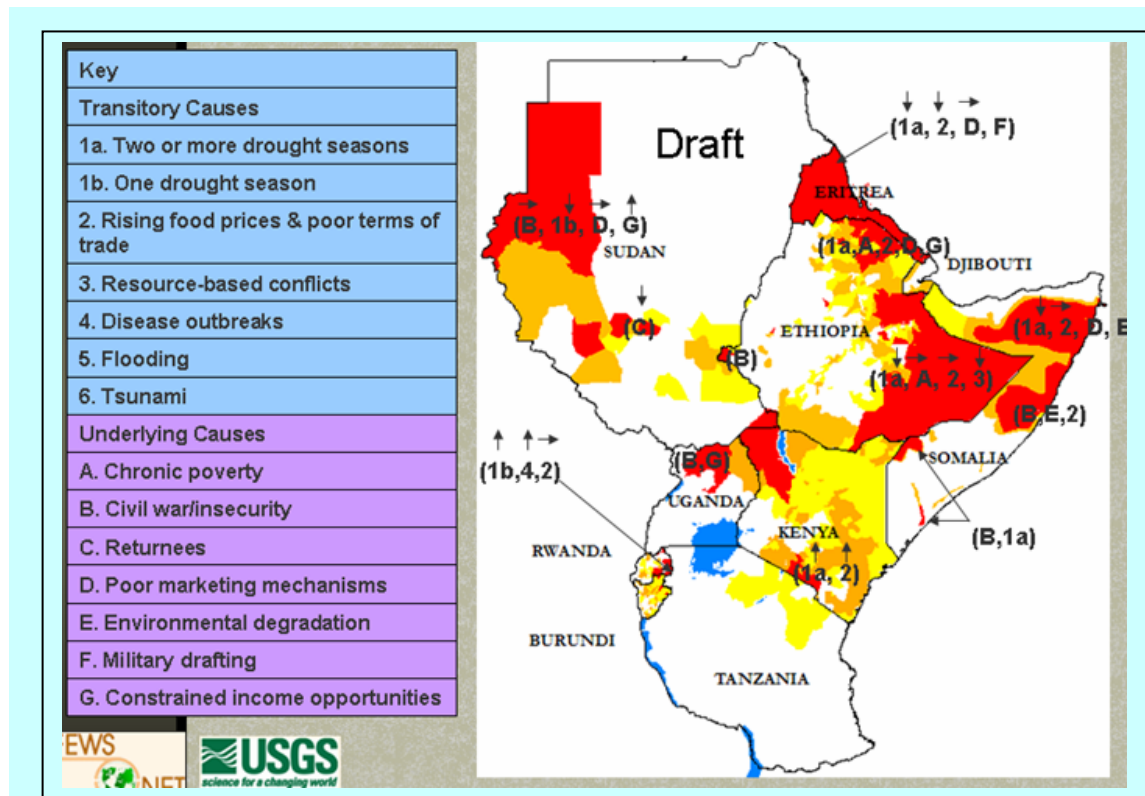 Key
Transitory Causes
1a. Two or more drought seasons
1b. One drought season
2. Rising food prices & poor terms of
trade
3. Resource-based conflicts
4. Disease outbreaks
5. Flooding
6. Tsunami
Underlying Causes
A. Chronic poverty
B. Civil war/insecurity
C. Returnees
D. Poor marketing mechanisms
E. Environmental degradation
F. Military drafting
G. Constrained income opportunities
EWS
NET
USGS
science for a changing world
Draft
(1a, 2, D, F)
ERITREA
(B, 1b, D, G)
SUDAN
(1a,A,2,D,G)
DJIBOUTI
(C)
(1a, 2, D, E
ETHIOPIA
(B)
(1a, A, 2, 3)
(B,E,2)
(B,G)
SOMALIA
(1b,4,2)
UGANDA
KENYA
(B,1a)
RWANDA
(1a, 2)
BURUNDI
TANZANIA